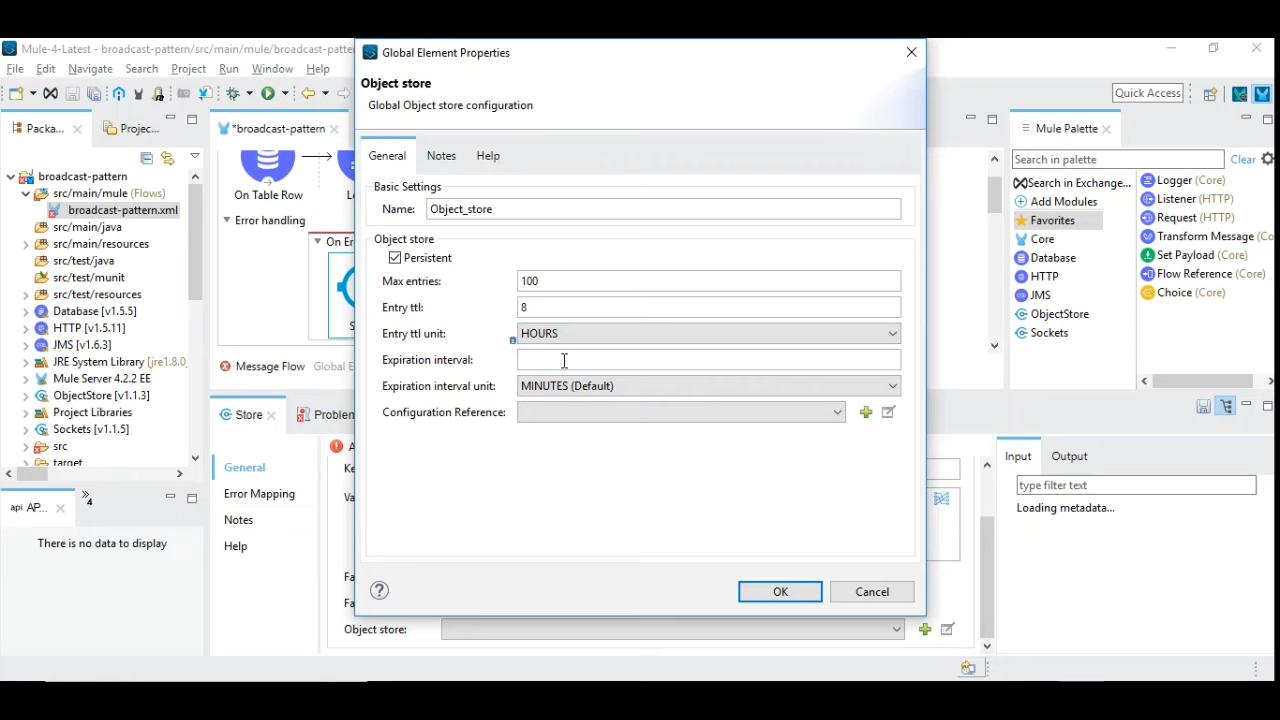 Mule-4-Latest - broadcast-pattern/src/main/mule/broadcast-patte
File Edit Navigate Search Project Run Window Help
Quick Access
Packa...
Projec...
broadcast-pattern
src/main/mule (Flows)
broadcast-pattern.xml
src/main/java
src/main/resources
src/test/java
src/test/munit
src/test/resources
Database [v1.5.5]
HTTP [v1.5.11]
JMS [v1.6.3]
JRE System Library [jre1.8.0_
Mule Server 4.2.2 EE
ObjectStore [v1.1.3]
Project Libraries
Sockets [v1.1.5]
src
target
api AP...
4
There is no data to display
*broadcast-pattern
On Table Row
Error handling
On Er
Message Flow
Global E
Store
Problem
General
Error Mapping
Notes
Help
Object store:
Global Element Properties
Object store
Global Object store configuration
General Notes Help
Basic Settings
Name: Object_store
Object store
Persistent
Max entries: 100
Entry ttl: 8
Entry ttl unit: HOURS
Expiration interval:
Expiration interval unit: MINUTES (Default)
Configuration Reference:
OK Cancel
Mule Palette
Search in palette
Clear
Search in Exchange...
Add Modules
Favorites
Core
Database
HTTP
JMS
ObjectStore
Sockets
Logger (Core)
Listener (HTTP)
Request (HTTP)
Transform Message (Co
Set Payload (Core)
Flow Reference (Core)
Choice (Core)
Input Output
type filter text
Loading metadata...